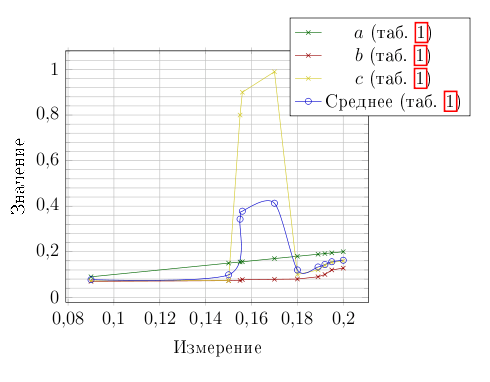 a (таб. 1)
b (таб. 1)
c (таб. 1)
Среднее (таб. 1)
1
0,8
0,6
0,4
0,2
0
Значение
0,08 0,1 0,12 0,14 0,16 0,18 0,2
Измерение